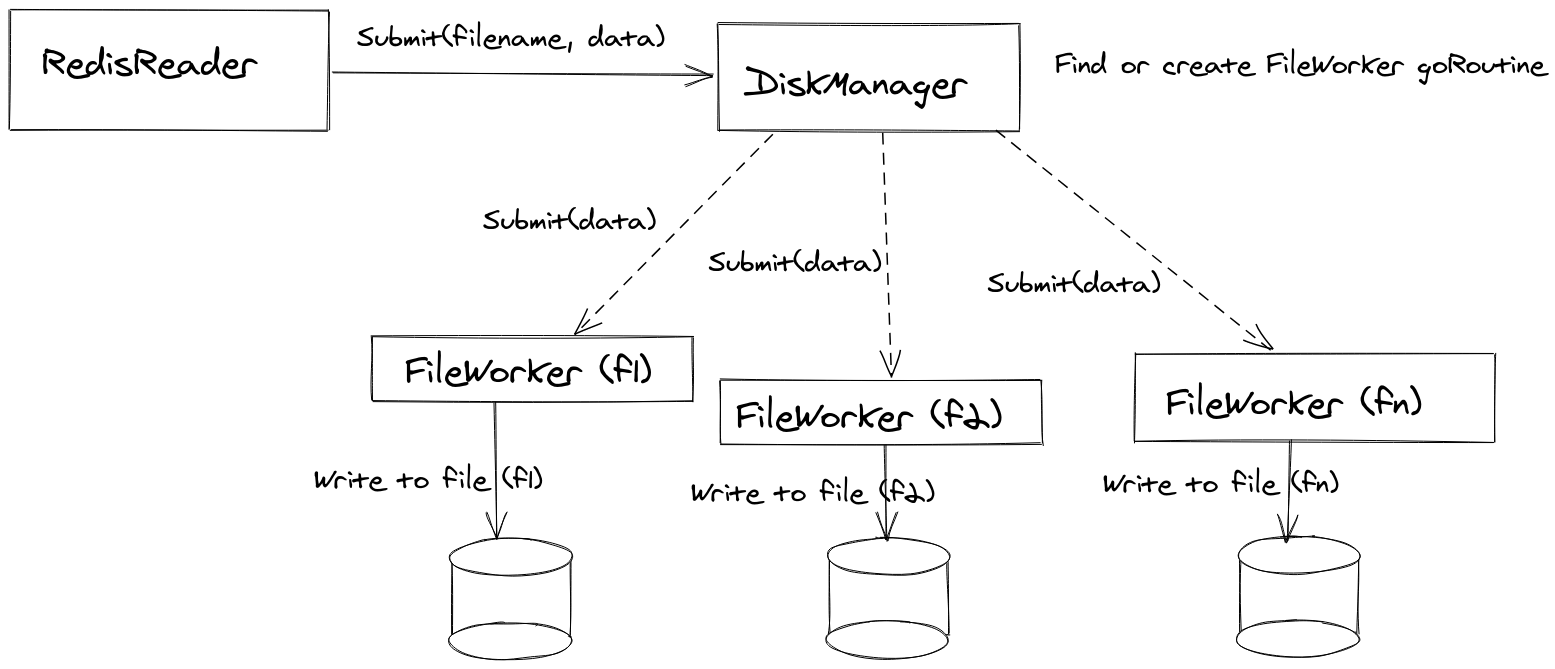 RedisReader
Submit(filename, data)
DiskManager
Find or create FileWorker goRoutine
Submit(data)
Submit(data)
Submit(data)
FileWorker (f1)
FileWorker (f2)
FileWorker (fn)
Write to file (f1)
Write to file (f2)
Write to file (fn)